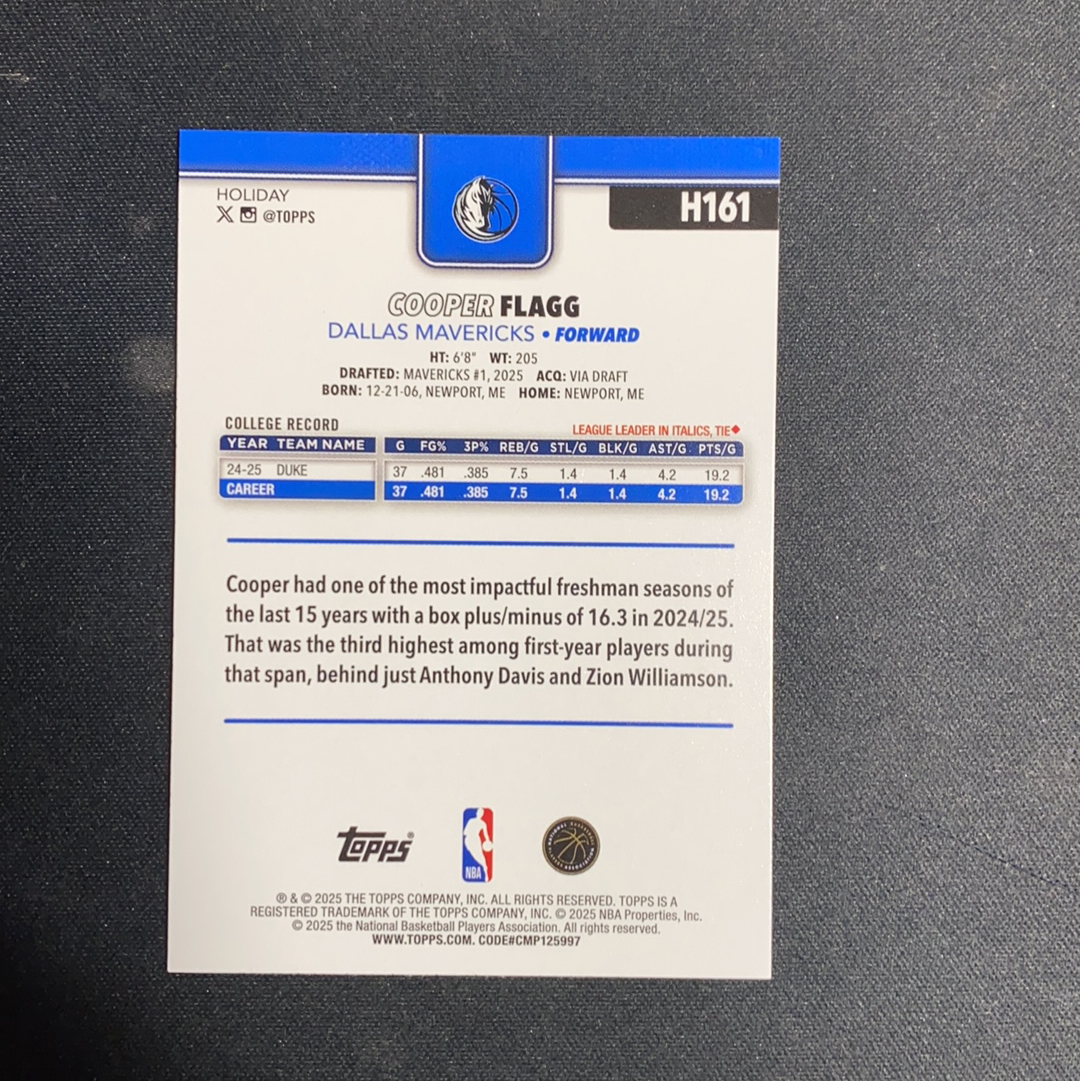 HOLIDAY
@TOPPS
H161
COOPER FLAGG
DALLAS MAVERICKS • FORWARD
HT: 6'8" WT: 205
DRAFTED: MAVERICKS #1, 2025 ACQ: VIA DRAFT
BORN: 12-21-06, NEWPORT, ME HOME: NEWPORT, ME
COLLEGE RECORD
LEAGUE LEADER IN ITALICS, TIE◆
YEAR TEAM NAME G FG% 3P% REB/G STL/G BLK/G AST/G PTS/G
24-25 DUKE 37 .481 .385 7.5 1.4 1.4 4.2 19.2
CAREER 37 .481 .385 7.5 1.4 1.4 4.2 19.2
Cooper had one of the most impactful freshman seasons of
the last 15 years with a box plus/minus of 16.3 in 2024/25.
That was the third highest among first-year players during
that span, behind just Anthony Davis and Zion Williamson.
Topps®
NBA
® & © 2025 THE TOPPS COMPANY, INC. ALL RIGHTS RESERVED. TOPPS IS A
REGISTERED TRADEMARK OF THE TOPPS COMPANY, INC. © 2025 NBA Properties, Inc.
© 2025 the National Basketball Players Association. All rights reserved.
WWW.TOPPS.COM. CODE#CMP125997